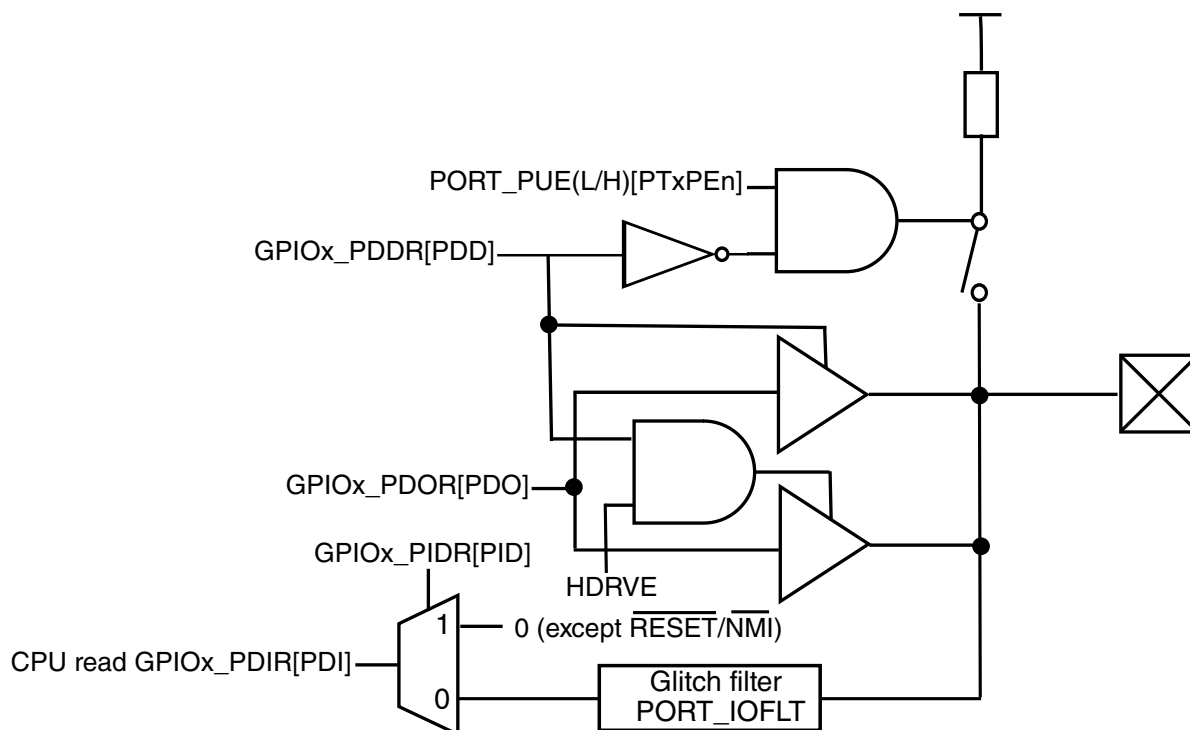 PORT_PUE(L/H)[PTxPEn]
GPIOx_PDDR[PDD]
GPIOx_PDOR[PDO]
GPIOx_PIDR[PID]
HDRVE
1
0 (except RESET/NMI)
CPU read GPIOx_PDIR[PDI]
0
Glitch filter
PORT_IOFLT